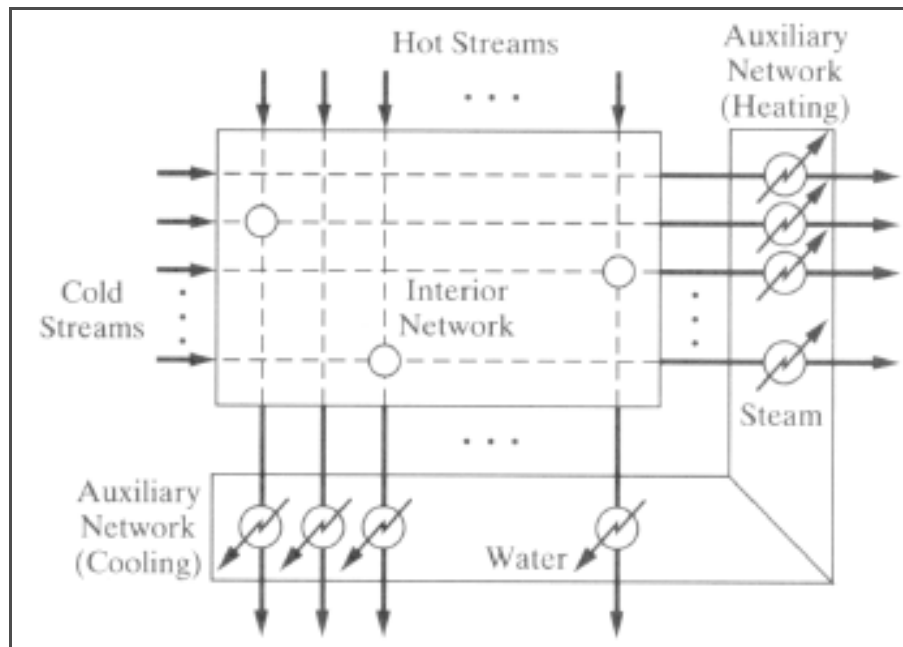 Hot Streams
Auxiliary
Network
(Heating)
Cold
Streams
Interior
Network
Steam
Auxiliary
Network
(Cooling)
Water